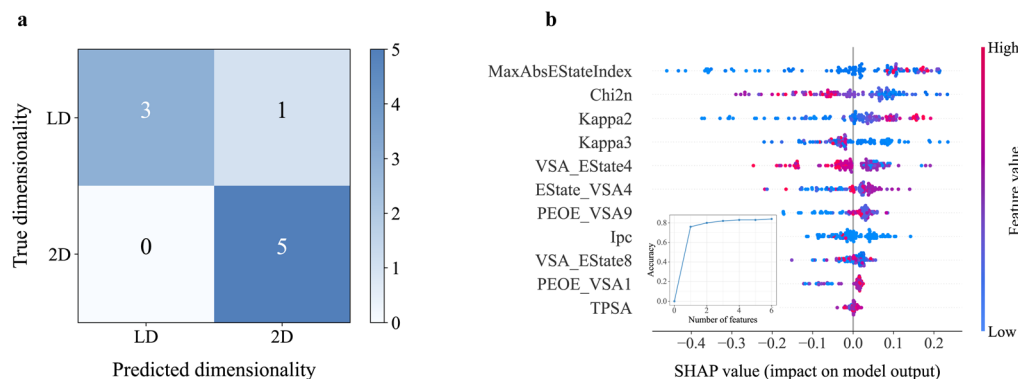 a
True dimensionality
LD
2D
3
1
0
5
LD
2D
Predicted dimensionality
5
4
3
2
1
0
b
MaxAbsEStateIndex
Chi2n
Kappa2
Kappa3
VSA_EState4
EState_VSA4
PEOE_VSA9
Ipc
VSA_EState8
PEOE_VSA1
TPSA
Accuracy
0.8
0.6
0.4
0.2
0.0
0 2 4 6
Number of features
−0.4 −0.3 −0.2 −0.1 0.0 0.1 0.2
SHAP value (impact on model output)
High
Feature value
Low